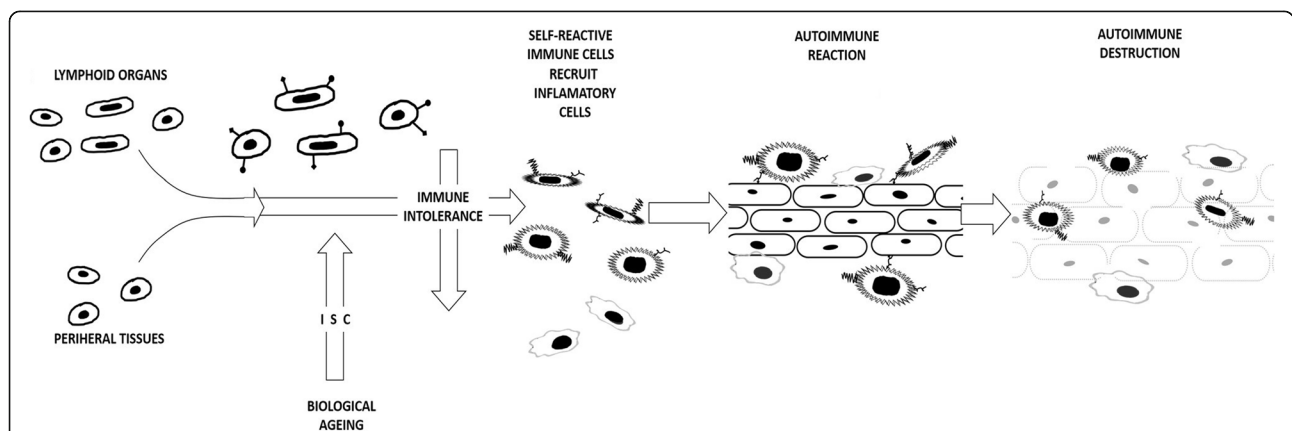 LYMPHOID ORGANS
PERIHERAL TISSUES
I S C
BIOLOGICAL
AGEING
IMMUNE
INTOLERANCE
SELF-REACTIVE
IMMUNE CELLS
RECRUIT
INFLAMATORY
CELLS
AUTOIMMUNE
REACTION
AUTOIMMUNE
DESTRUCTION